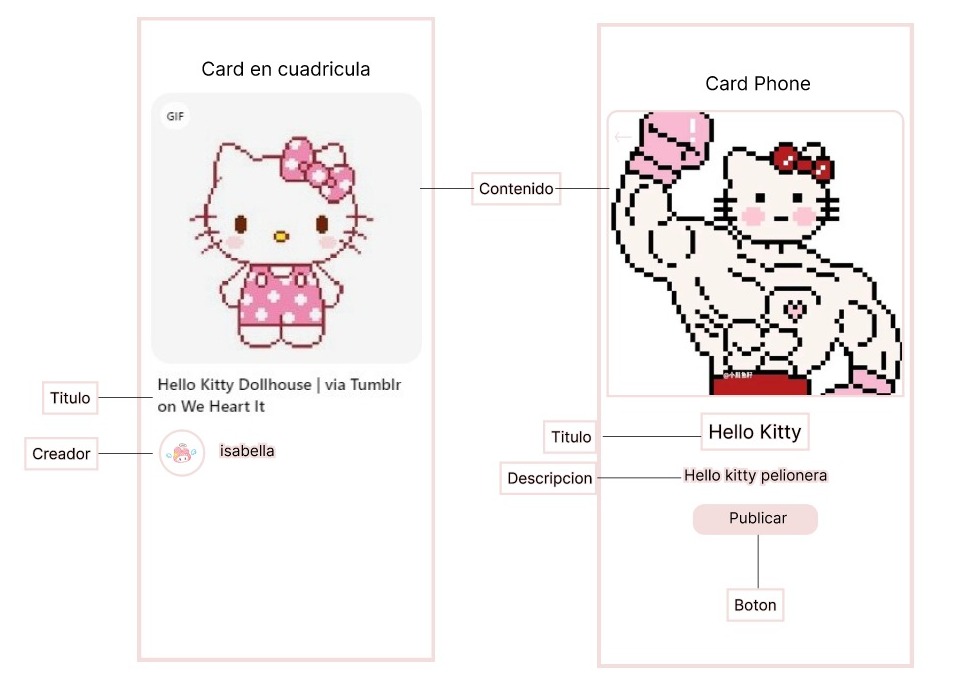 Card en cuadricula
GIF
Hello Kitty Dollhouse | via Tumblr
on We Heart It
isabella
Titulo
Creador
Contenido
Card Phone
Hello Kitty
Hello kitty pelionera
Publicar
Titulo
Descripcion
Boton